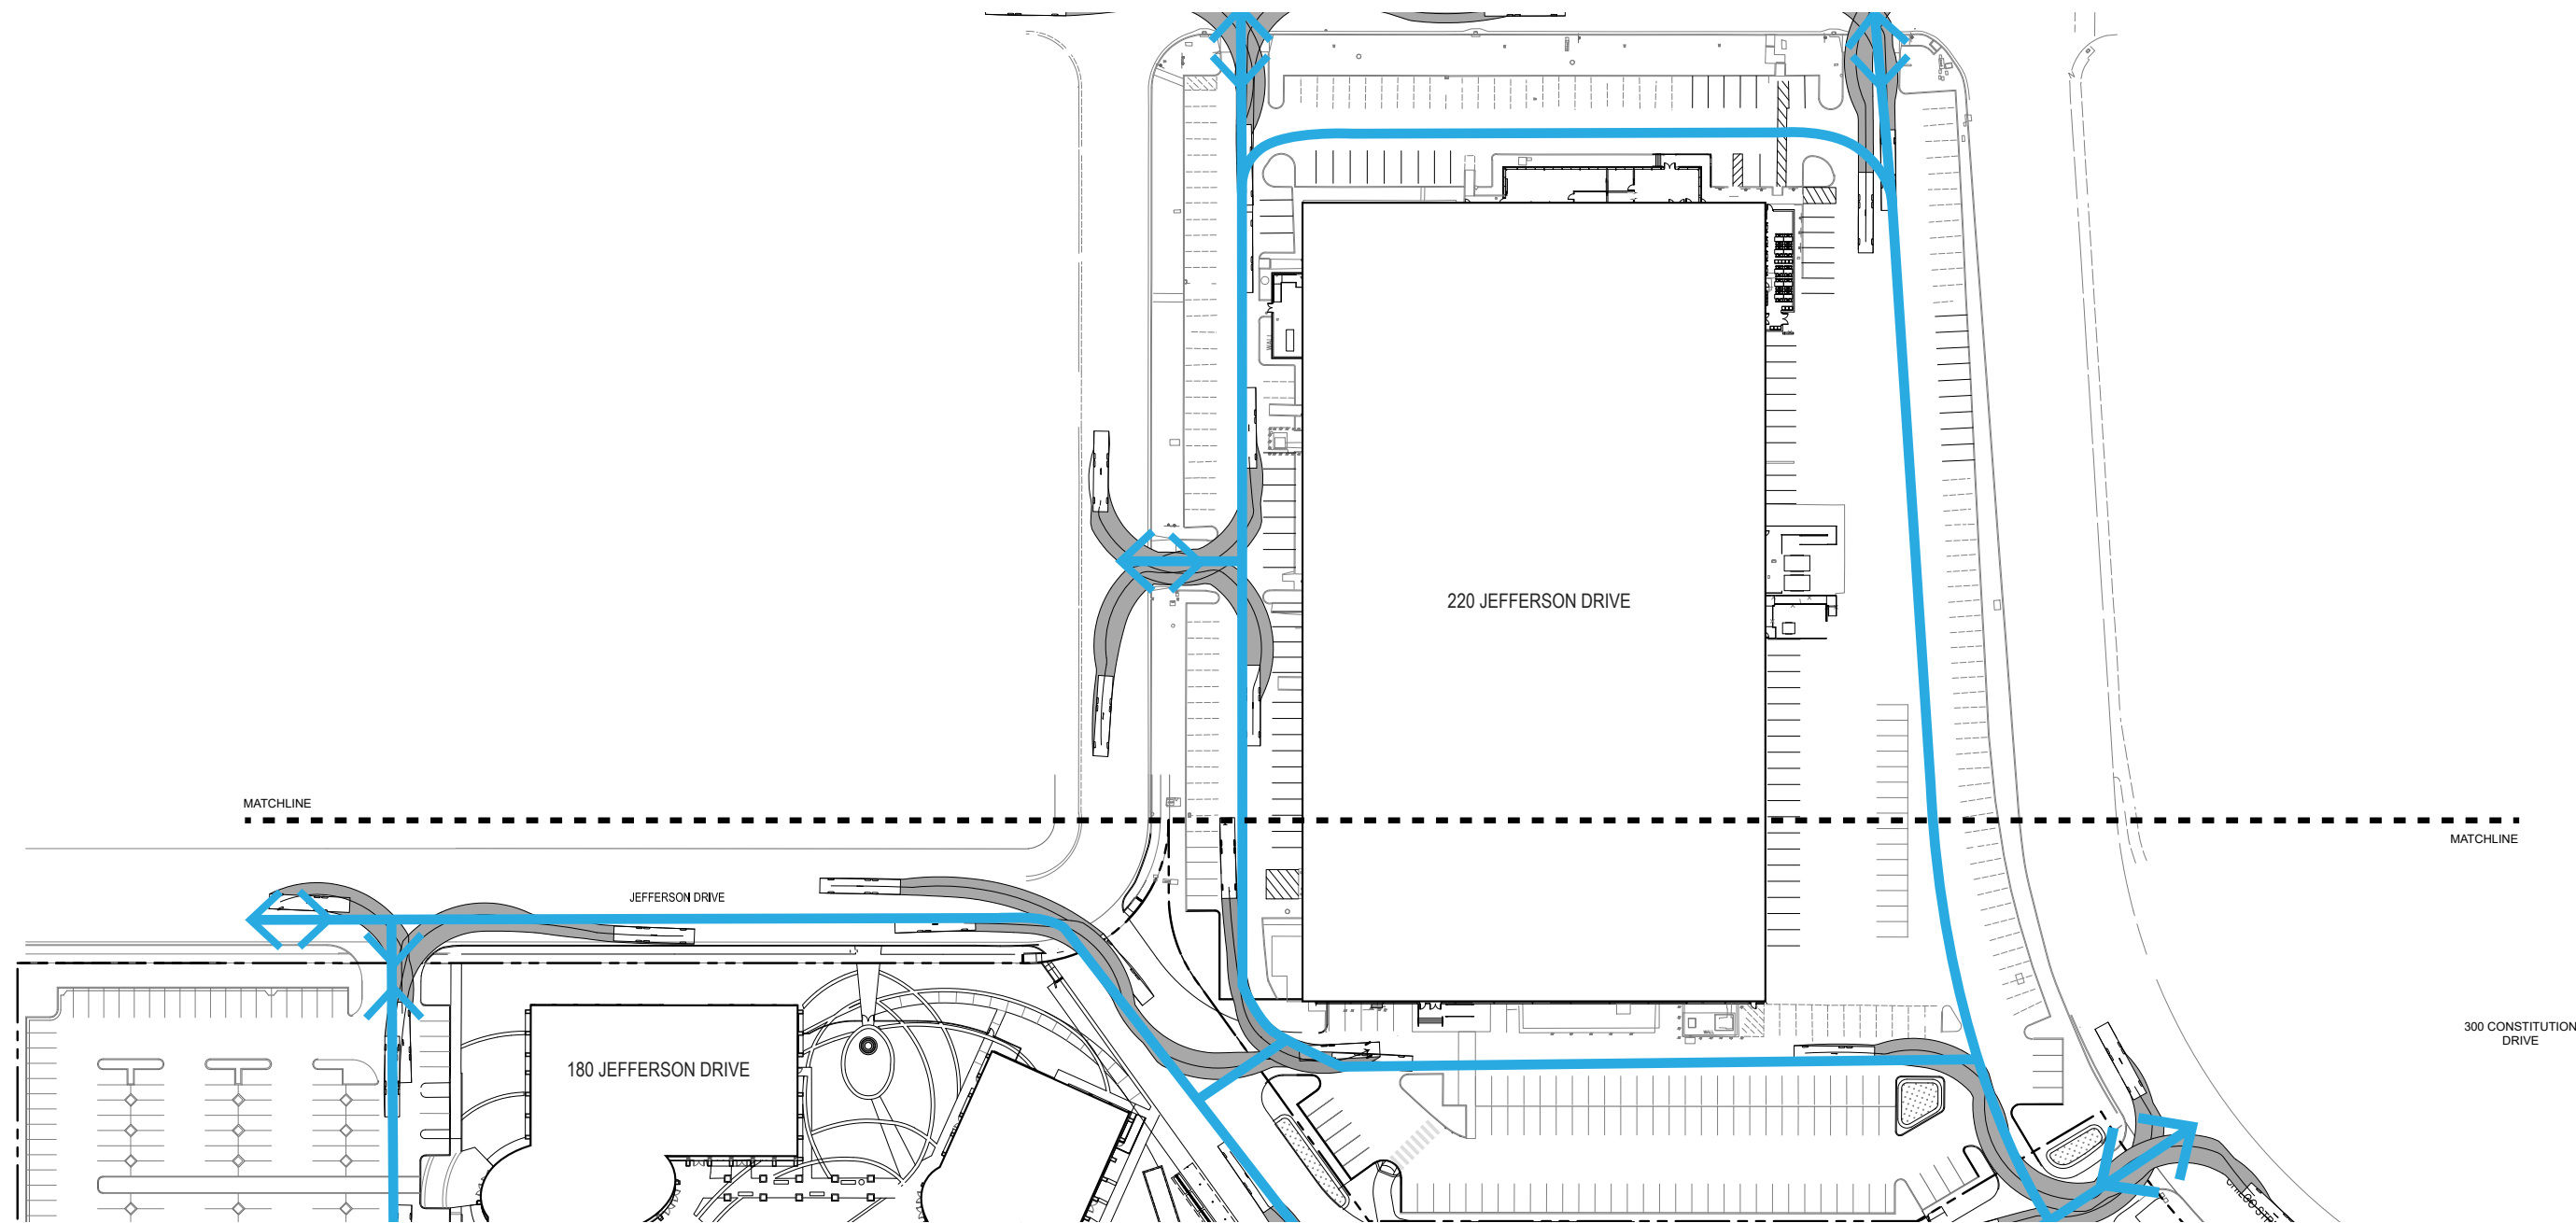 220 JEFFERSON DRIVE
MATCHLINE
MATCHLINE
JEFFERSON DRIVE
300 CONSTITUTION
DRIVE
180 JEFFERSON DRIVE